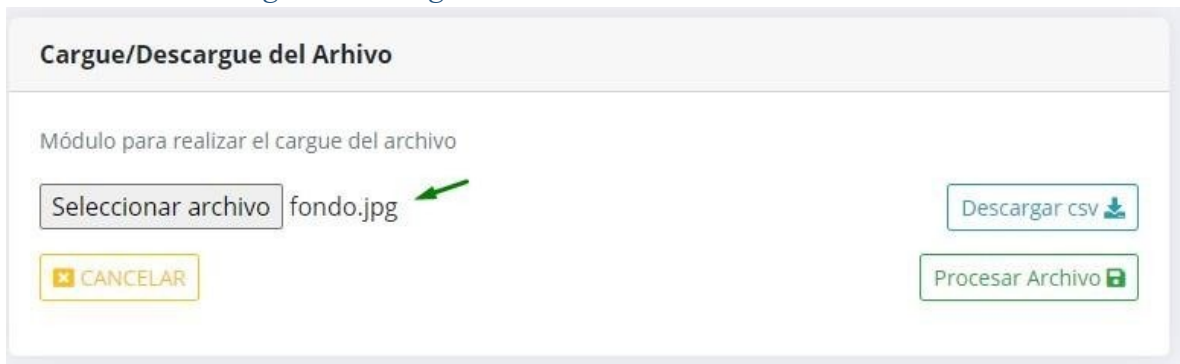 Cargue/Descargue del Arhivo
Módulo para realizar el cargue del archivo
Seleccionar archivo fondo.jpg
Descargar csv
CANCELAR
Procesar Archivo